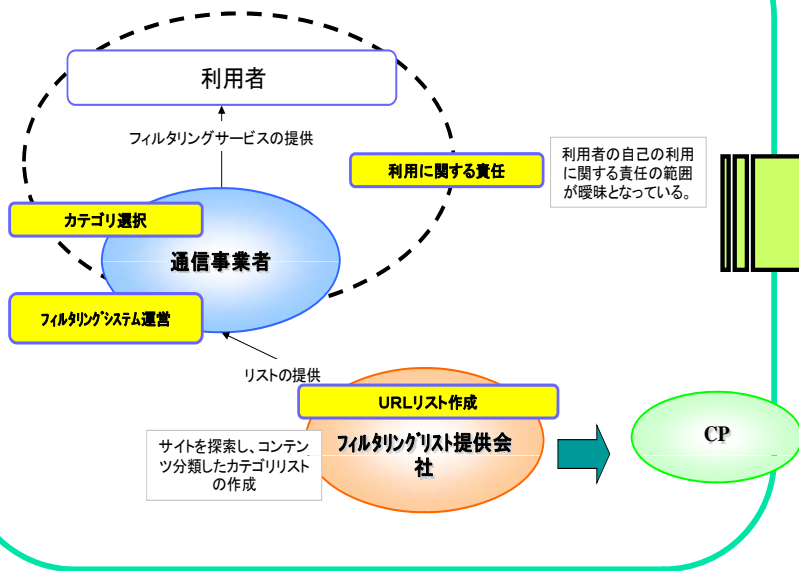 利用者
フィルタリングサービスの提供
利用に関する責任
利用者の自己の利用
に関する責任の範囲
が曖昧となっている。
カテゴリ選択
通信事業者
フィルタリングシステム運営
リストの提供
URLリスト作成
フィルタリングリスト提供会
社
サイトを探索し、コンテン
ツ分類したカテゴリリスト
の作成
CP